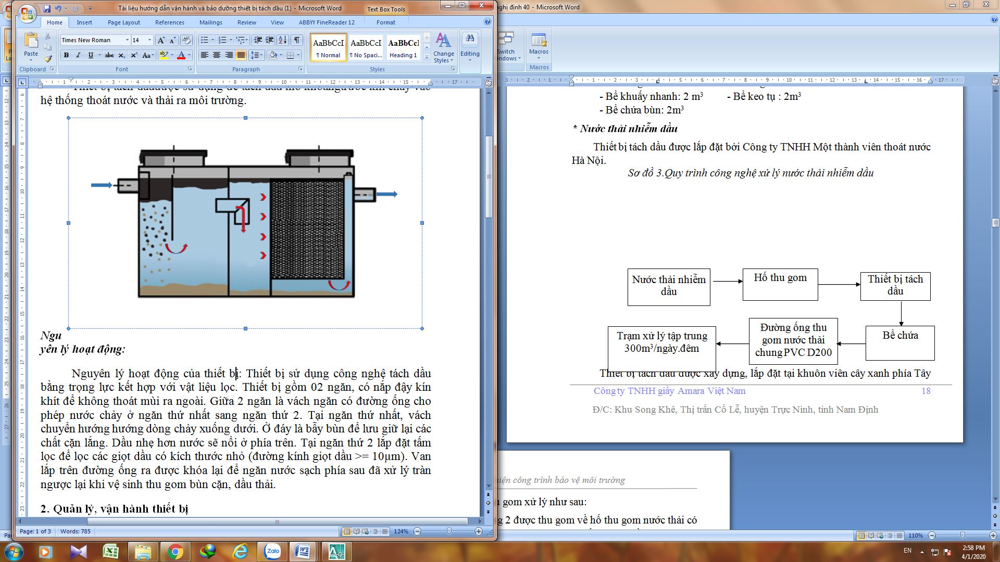 Tài liệu hướng dẫn vận hành và bảo dưỡng thiết bị tách dầu (1) - Microsoft Word
Text Box Tools
Home Insert Page Layout References Mailings Review View ABBYY FineReader 12 Format
Times New Roman 14
AaBbCcI AaBbCcI AaBbCcI
Paste
¶ Normal ¶ No Spaci... Heading 1
Change Styles
Editing
Clipboard Font Paragraph Styles
hệ thống thoát nước và thải ra môi trường.
Ngu
yên lý hoạt động:
Nguyên lý hoạt động của thiết bị: Thiết bị sử dụng công nghệ tách dầu
bằng trọng lực kết hợp với vật liệu lọc. Thiết bị gồm 02 ngăn, có nắp đậy kín
khít để không thoát mùi ra ngoài. Giữa 2 ngăn là vách ngăn có đường ống cho
phép nước chảy ở ngăn thứ nhất sang ngăn thứ 2. Tại ngăn thứ nhất, vách
chuyển hướng hướng dòng chảy xuống dưới. Ở đáy là bẫy bùn để lưu giữ lại các
chất cặn lắng. Dầu nhẹ hơn nước sẽ nổi ở phía trên. Tại ngăn thứ 2 lắp đặt tấm
lọc để lọc các giọt dầu có kích thước nhỏ (đường kính giọt dầu >= 10μm). Van
lắp trên đường ống ra được khóa lại để ngăn nước sạch phía sau đã xử lý tràn
ngược lại khi vệ sinh thu gom bùn cặn, dầu thải.
2. Quản lý, vận hành thiết bị
Page: 1 of 3 Words: 785 124%
nghị định 40 - Microsoft Word
Switch
Macros
Macros
- Bể khuấy nhanh: 2 m³ - Bể keo tụ : 2m³
- Bể chứa bùn: 2m³
* Nước thải nhiễm dầu
Thiết bị tách dầu được lắp đặt bởi Công ty TNHH Một thành viên thoát nước
Hà Nội.
Sơ đồ 3.Quy trình công nghệ xử lý nước thải nhiễm dầu
Nước thải nhiễm
dầu
Hố thu gom
Thiết bị tách
dầu
Trạm xử lý tập trung
300m³/ngày.đêm
Đường ống thu
gom nước thải
chung PVC D200
Bể chứa
Thiết bị tách dầu được xây dựng, lắp đặt tại khuôn viên cây xanh phía Tây
Công ty TNHH giầy Amara Việt Nam 18
Đ/C: Khu Song Khê, Thị trấn Cổ Lễ, huyện Trực Ninh, tỉnh Nam Định
hiện công trình bảo vệ môi trường
gom xử lý như sau:
2 được thu gom về hố thu gom nước thải có
110%
Zalo
EN
2:58 PM
4/1/2020